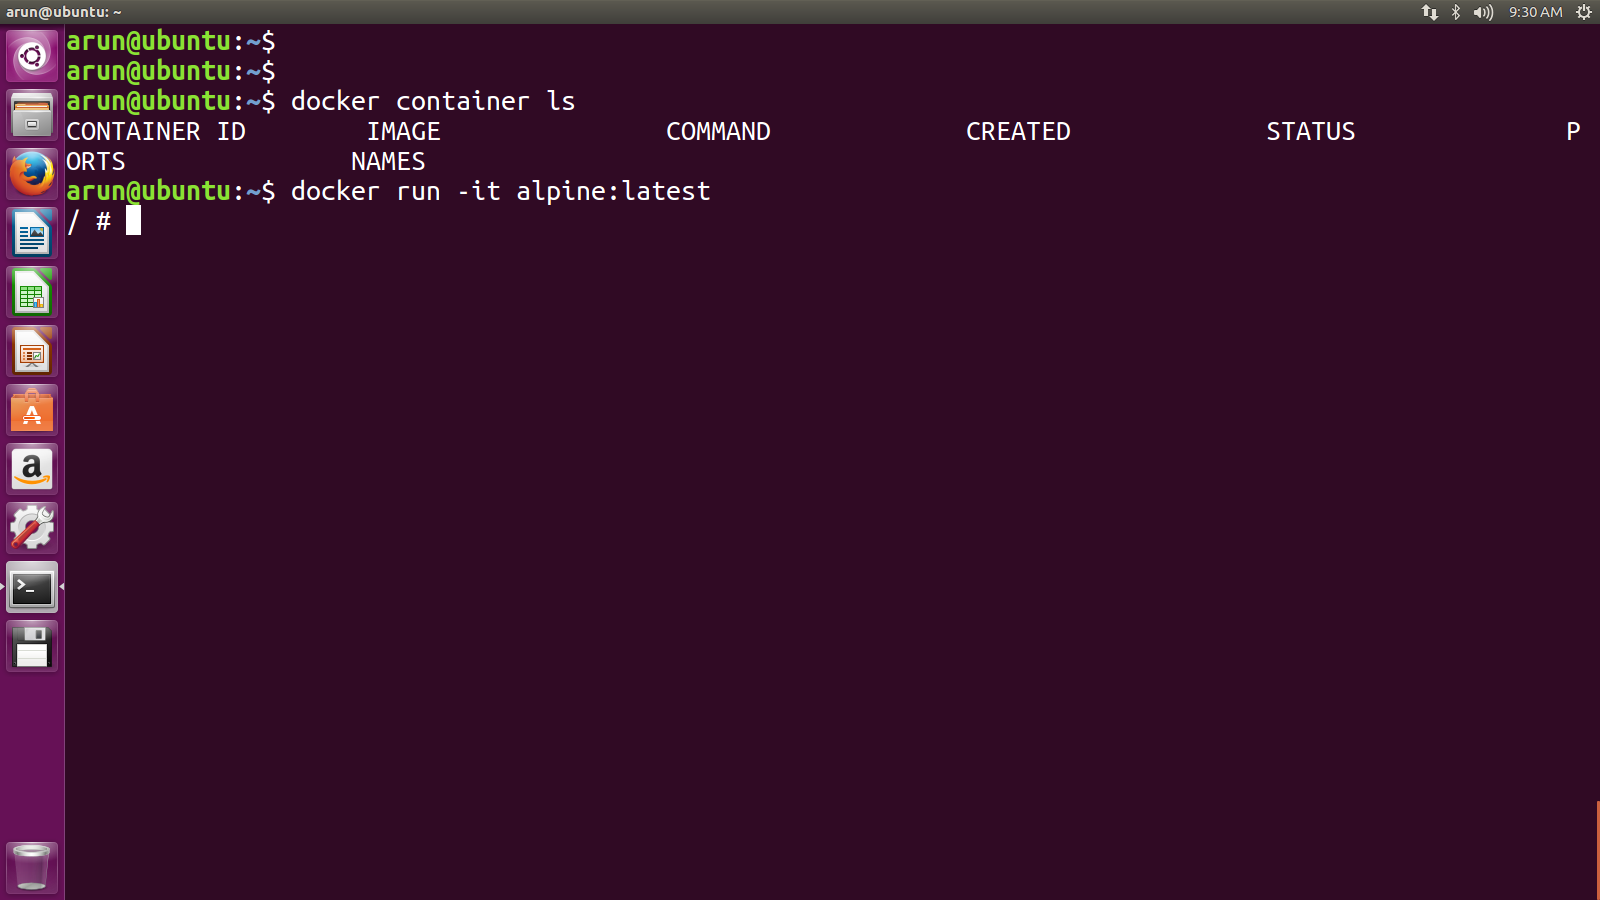 arun@ubuntu: ~
9:30 AM
arun@ubuntu:~$
arun@ubuntu:~$
arun@ubuntu:~$ docker container ls
CONTAINER ID        IMAGE               COMMAND             CREATED             STATUS              P
ORTS               NAMES
arun@ubuntu:~$ docker run -it alpine:latest
/ #